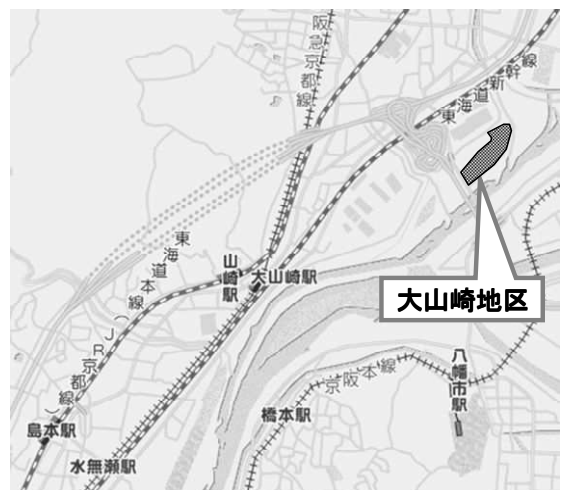 阪急京都線
東海道新幹線
東海道本線(JR京都線)
山崎駅
大山崎駅
大山崎地区
京阪本線
八幡市駅
橋本駅
島本駅
水無瀬駅